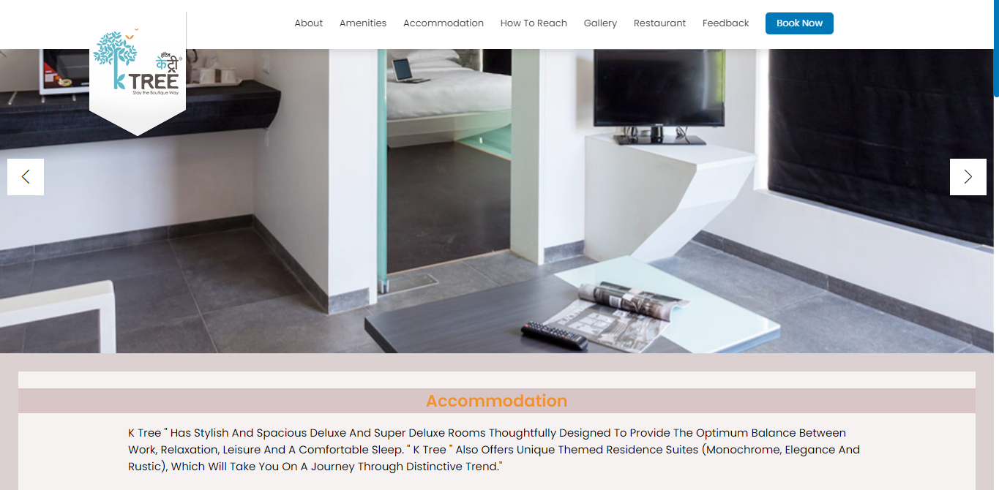 About Amenities Accommodation How To Reach Gallery Restaurant Feedback Book Now
हॉटेल
के ट्री
K TREE
Stay the Boutique Way
Accommodation
K Tree " Has Stylish And Spacious Deluxe And Super Deluxe Rooms Thoughtfully Designed To Provide The Optimum Balance Between
Work, Relaxation, Leisure And A Comfortable Sleep. " K Tree " Also Offers Unique Themed Residence Suites (Monochrome, Elegance And
Rustic), Which Will Take You On A Journey Through Distinctive Trend."